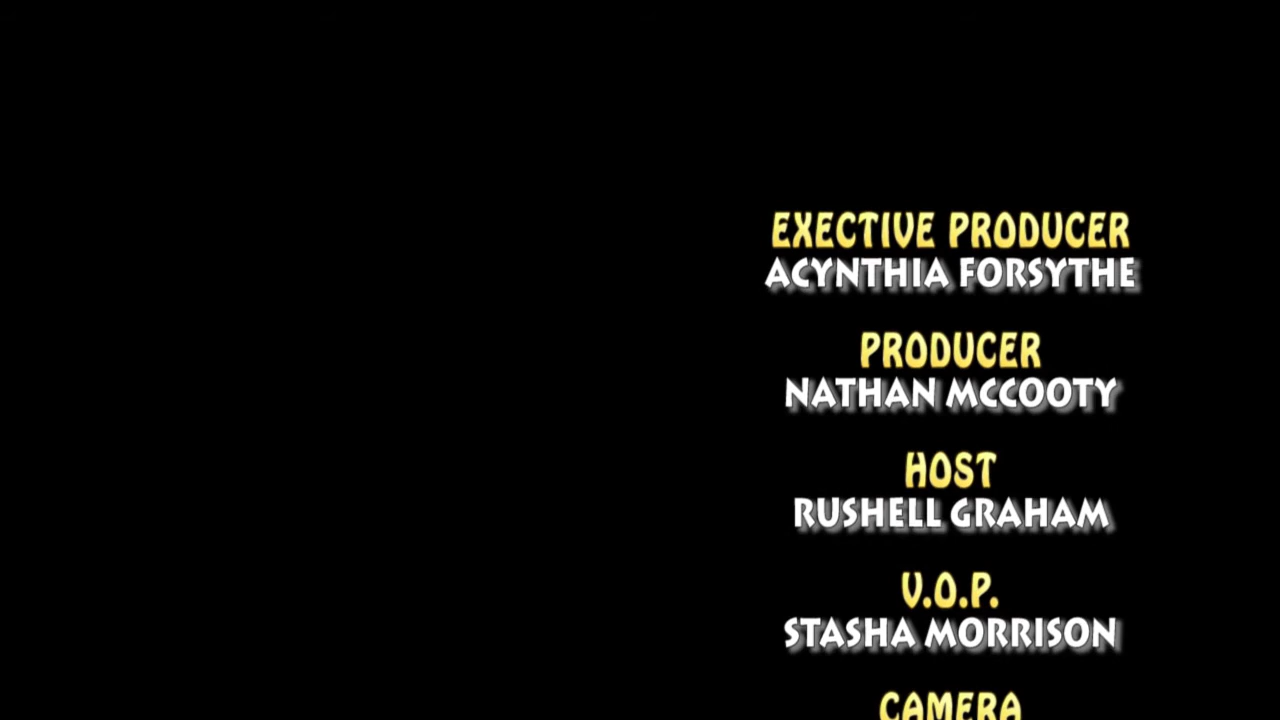 EXECTIVE PRODUCER
ACYNTHIA FORSYTHE
PRODUCER
NATHAN MCCOOTY
HOST
RUSHELL GRAHAM
V.O.P.
STASHA MORRISON
CAMERA